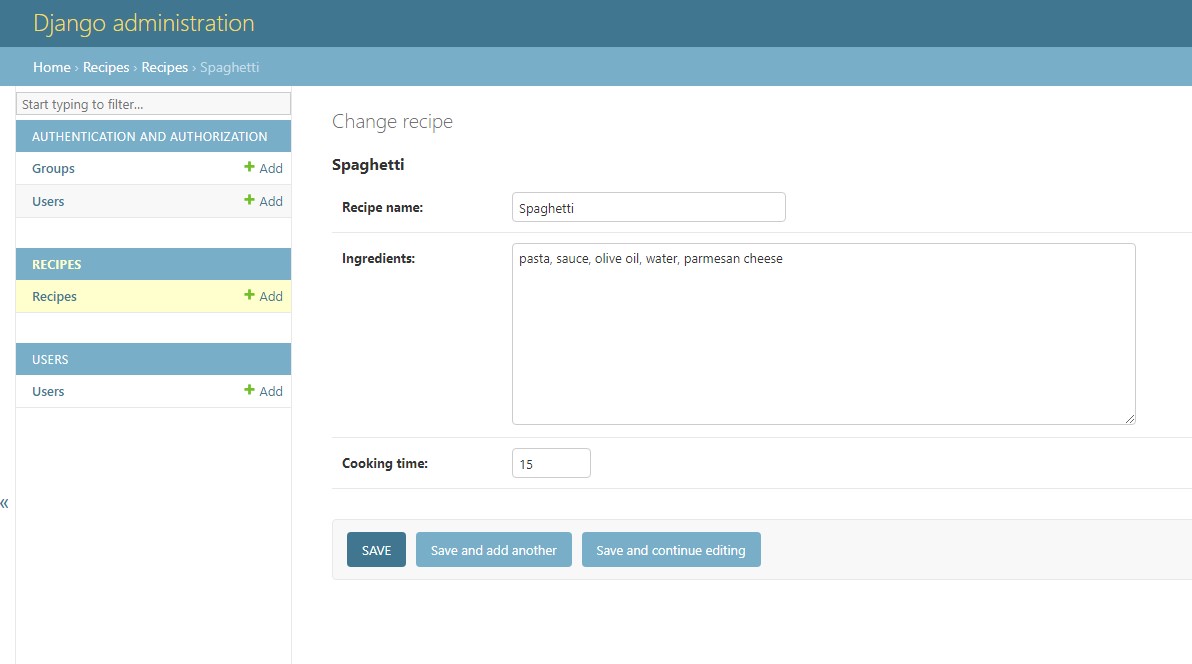 Django administration
Home › Recipes › Recipes › Spaghetti
Start typing to filter...
AUTHENTICATION AND AUTHORIZATION
Groups + Add
Users + Add
RECIPES
Recipes + Add
USERS
Users + Add
«
Change recipe
Spaghetti
Recipe name: Spaghetti
Ingredients: pasta, sauce, olive oil, water, parmesan cheese
Cooking time: 15
SAVE Save and add another Save and continue editing